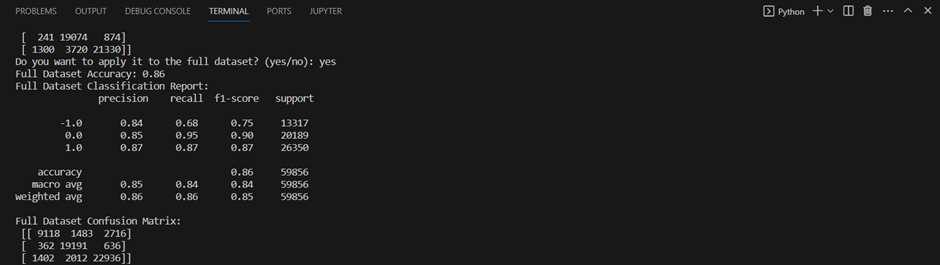 PROBLEMS OUTPUT DEBUG CONSOLE TERMINAL PORTS JUPYTER Python
[ 241 19074 874]
[ 1300 3720 21330]]
Do you want to apply it to the full dataset? (yes/no): yes
Full Dataset Accuracy: 0.86
Full Dataset Classification Report:
precision recall f1-score support
-1.0 0.84 0.68 0.75 13317
0.0 0.85 0.95 0.90 20189
1.0 0.87 0.87 0.87 26350
accuracy 0.86 59856
macro avg 0.85 0.84 0.84 59856
weighted avg 0.86 0.86 0.85 59856
Full Dataset Confusion Matrix:
[[ 9118 1483 2716]
[ 362 19191 636]
[ 1402 2012 22936]]